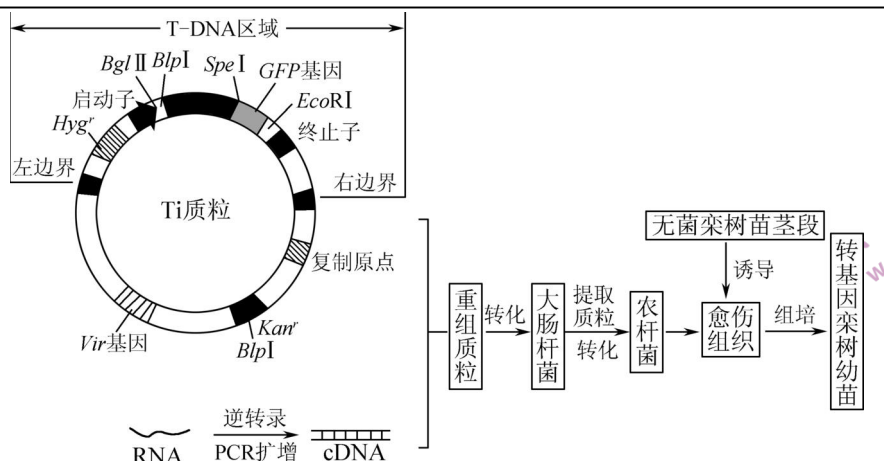 T-DNA区域
BglⅡ BlpⅠ SpeⅠ GFP基因
启动子 EcoRⅠ
Hygʳ 终止子
左边界 右边界
Ti质粒
复制原点
Kanʳ
Vir基因 BlpⅠ
逆转录
RNA PCR扩增 cDNA
重组质粒
转化
大肠杆菌
提取
质粒
转化
农杆菌
无菌栾树苗茎段
诱导
愈伤
组织
组培
转基因栾树幼苗